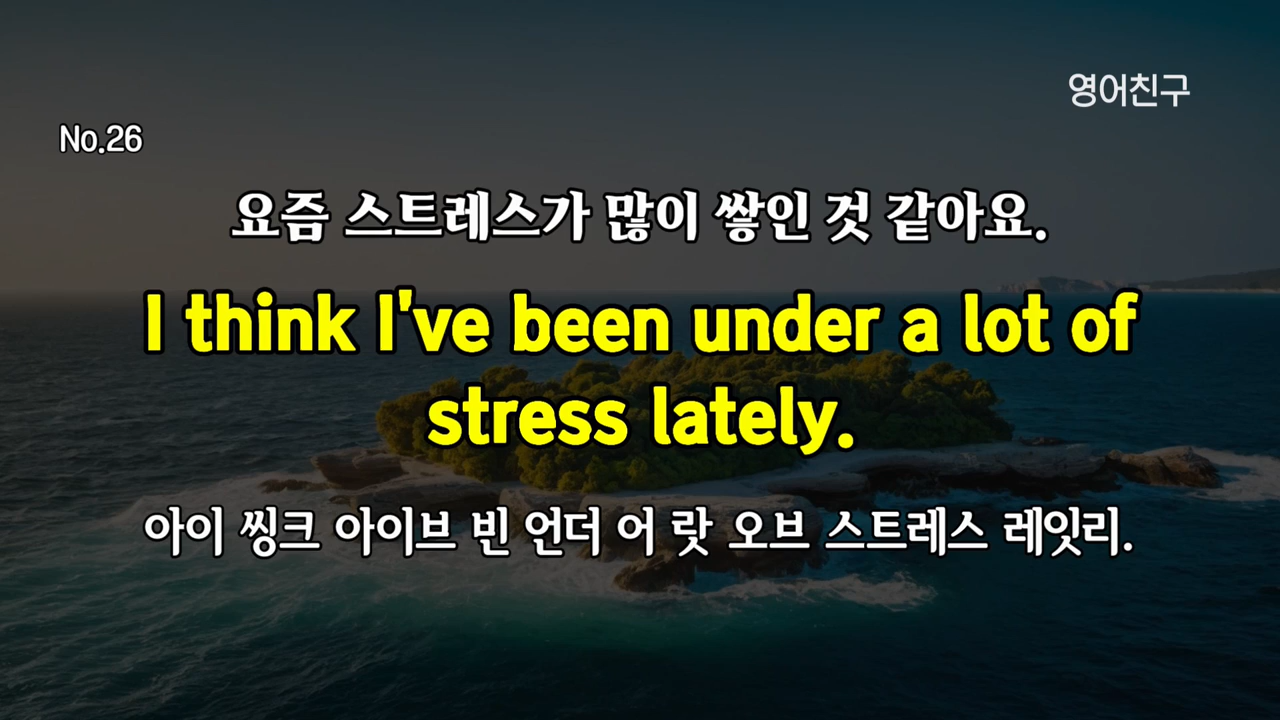 영어친구
No.26
요즘 스트레스가 많이 쌓인 것 같아요.
I think I've been under a lot of
stress lately.
아이 씽크 아이브 빈 언더 어 랏 오브 스트레스 레잇리.